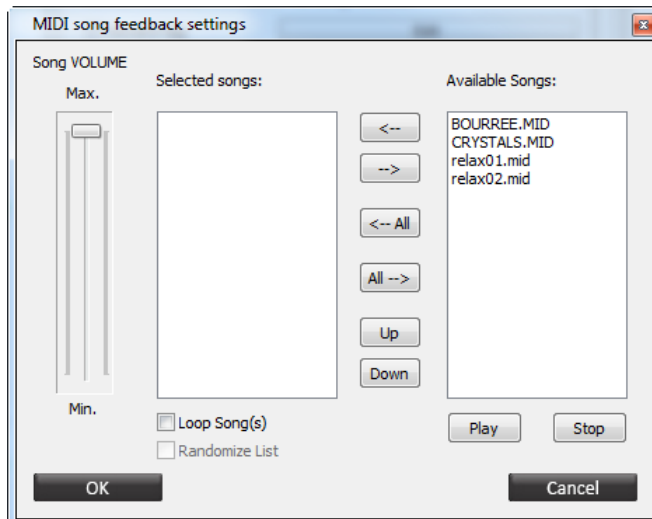 MIDI song feedback settings
Song VOLUME
Max.
Min.
Selected songs:
Loop Song(s)
Randomize List
<--
-->
<-- All
All -->
Up
Down
Available Songs:
BOURREE.MID
CRYSTALS.MID
relax01.mid
relax02.mid
Play
Stop
OK
Cancel